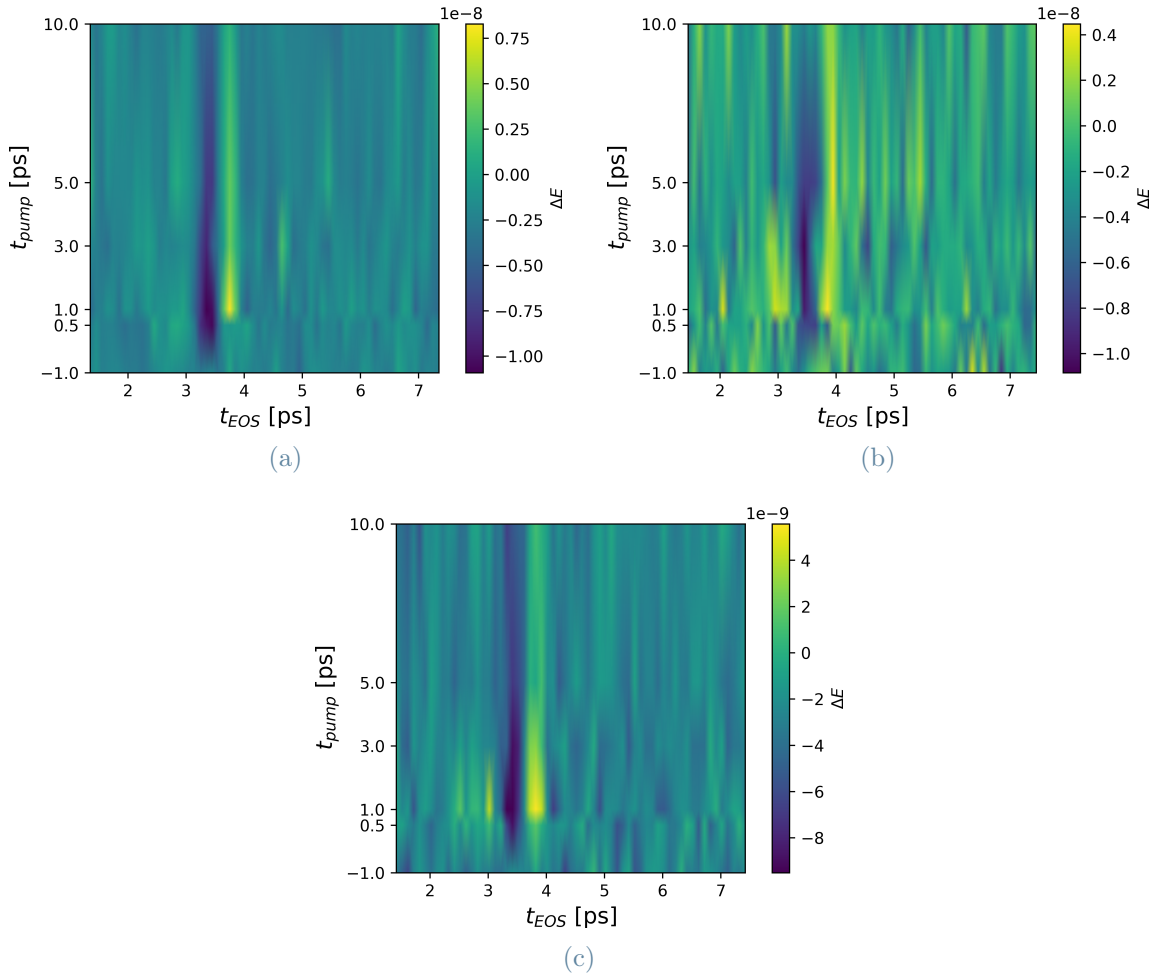 1e−8
10.0
5.0
3.0
1.0
0.5
−1.0
t_pump [ps]
2 3 4 5 6 7
t_EOS [ps]
0.75
0.50
0.25
0.00
−0.25
−0.50
−0.75
−1.00
ΔE
(a)
1e−8
10.0
5.0
3.0
1.0
0.5
−1.0
t_pump [ps]
2 3 4 5 6 7
t_EOS [ps]
0.4
0.2
0.0
−0.2
−0.4
−0.6
−0.8
−1.0
ΔE
(b)
1e−9
10.0
5.0
3.0
1.0
0.5
−1.0
t_pump [ps]
2 3 4 5 6 7
t_EOS [ps]
4
2
0
−2
−4
−6
−8
ΔE
(c)